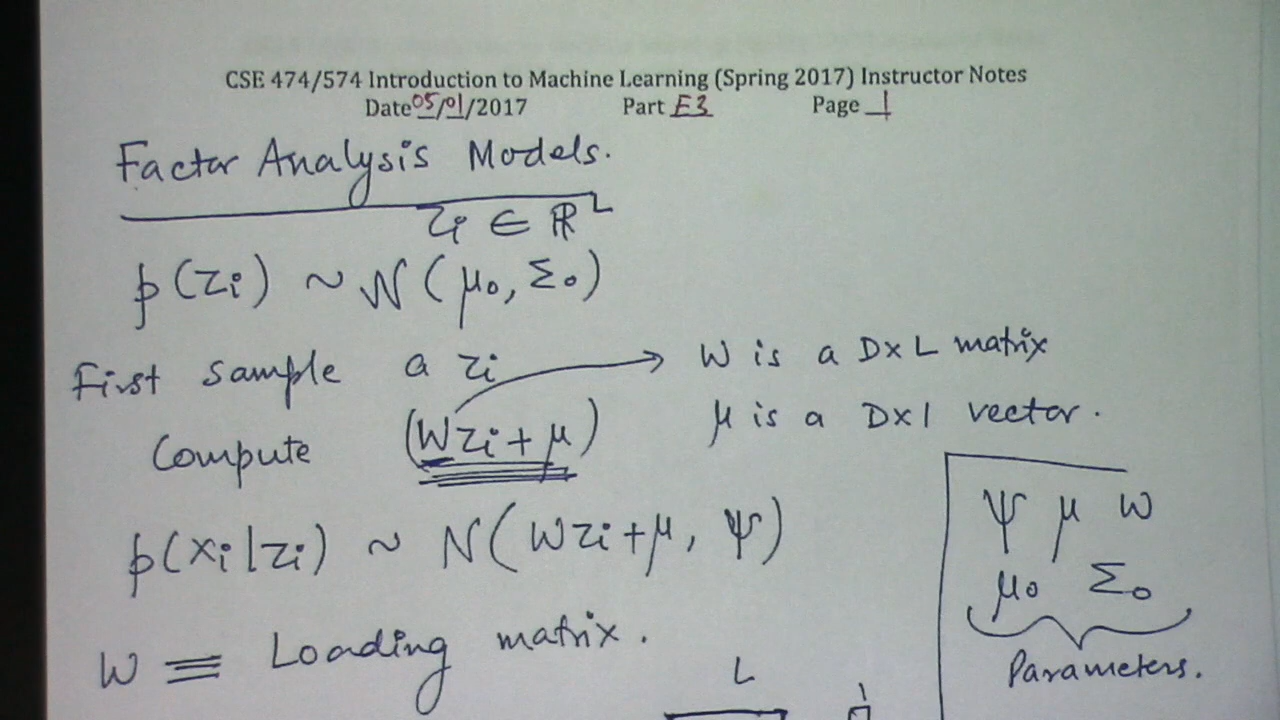 CSE 474/574 Introduction to Machine Learning (Spring 2017) Instructor Notes
Date 05/01/2017 Part E3 Page 1
Factor Analysis Models.
zi ∈ ℝ^L
p(zi) ~ N(μ₀, Σ₀)
First sample a zi
W is a D×L matrix
Compute (Wzi + μ)
μ is a D×1 vector.
p(xi|zi) ~ N(Wzi+μ, Ψ)
Ψ μ W
μ₀ Σ₀
Parameters.
W ≡ Loading matrix.
L
1